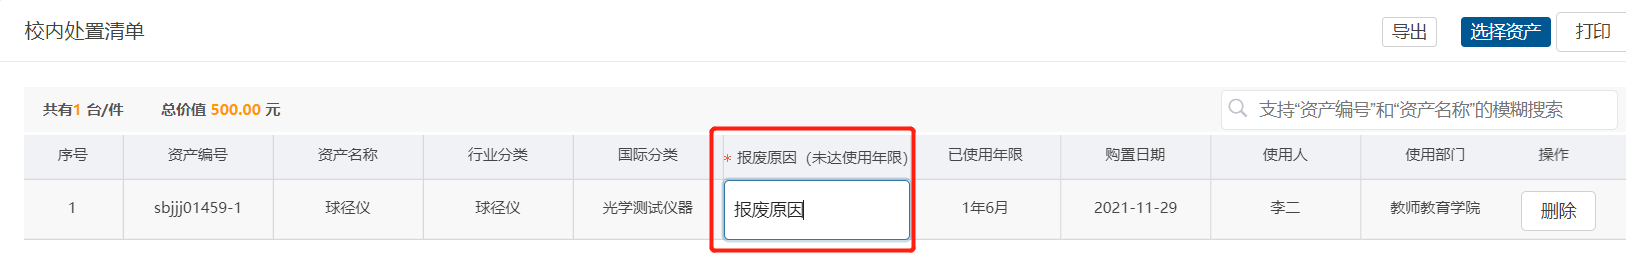 校内处置清单
导出
选择资产
打印
共有1 台/件 总价值 500.00 元
支持“资产编号”和“资产名称”的模糊搜索
序号 资产编号 资产名称 行业分类 国际分类 * 报废原因（未达使用年限） 已使用年限 购置日期 使用人 使用部门 操作
1 sbjjj01459-1 球径仪 球径仪 光学测试仪器 报废原因 1年6月 2021-11-29 李二 教师教育学院 删除